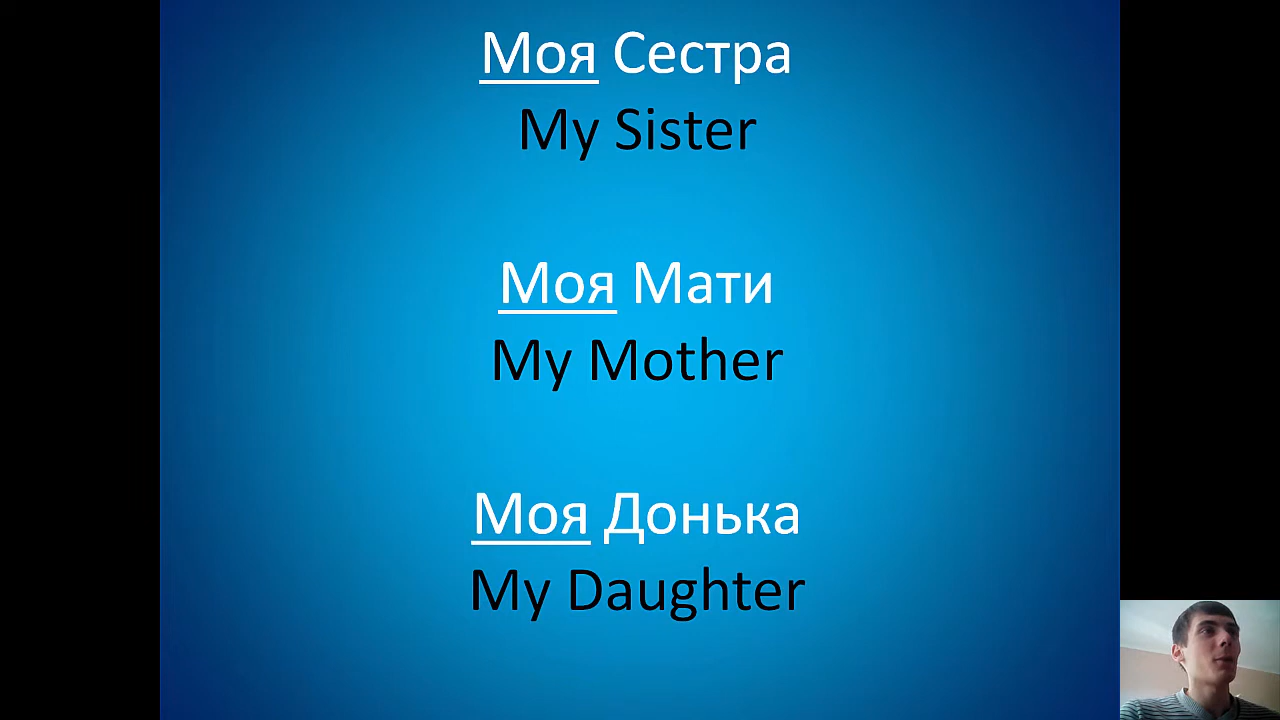 Моя Сестра
My Sister
Моя Мати
My Mother
Моя Донька
My Daughter